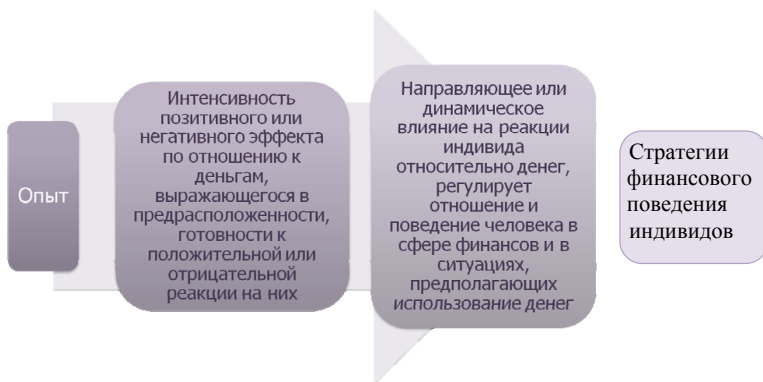 Опыт
Интенсивность
позитивного или
негативного эффекта
по отношению к
деньгам,
выражающегося в
предрасположенности,
готовности к
положительной или
отрицательной
реакции на них
Направляющее или
динамическое
влияние на реакции
индивида
относительно денег,
регулирует
отношение и
поведение человека в
сфере финансов и в
ситуациях,
предполагающих
использование денег
Стратегии
финансового
поведения
индивидов